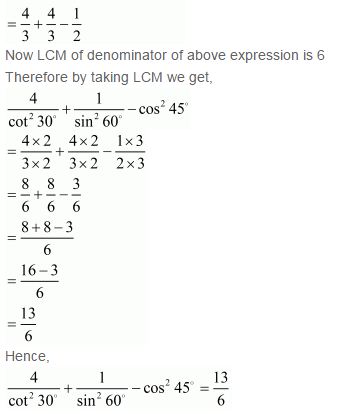 = 4/3 + 4/3 − 1/2
Now LCM of denominator of above expression is 6
Therefore by taking LCM we get,
4/cot² 30° + 1/sin² 60° − cos² 45°
= (4×2)/(3×2) + (4×2)/(3×2) − (1×3)/(2×3)
= 8/6 + 8/6 − 3/6
= (8+8−3)/6
= (16−3)/6
= 13/6
Hence,
4/cot² 30° + 1/sin² 60° − cos² 45° = 13/6